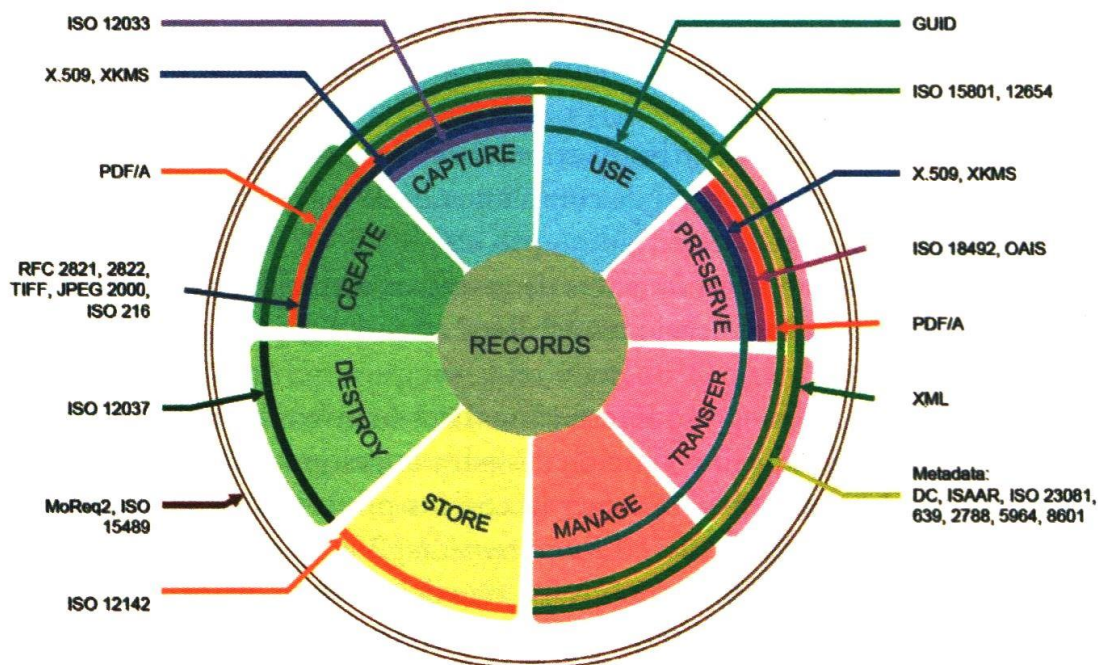 ISO 12033
X.509, XKMS
PDF/A
RFC 2821, 2822,
TIFF, JPEG 2000,
ISO 216
ISO 12037
MoReq2, ISO
15489
ISO 12142
GUID
ISO 15801, 12654
X.509, XKMS
ISO 18492, OAIS
PDF/A
XML
Metadata:
DC, ISAAR, ISO 23081,
639, 2788, 5964, 8601
CAPTURE
USE
PRESERVE
TRANSFER
MANAGE
STORE
DESTROY
CREATE
RECORDS